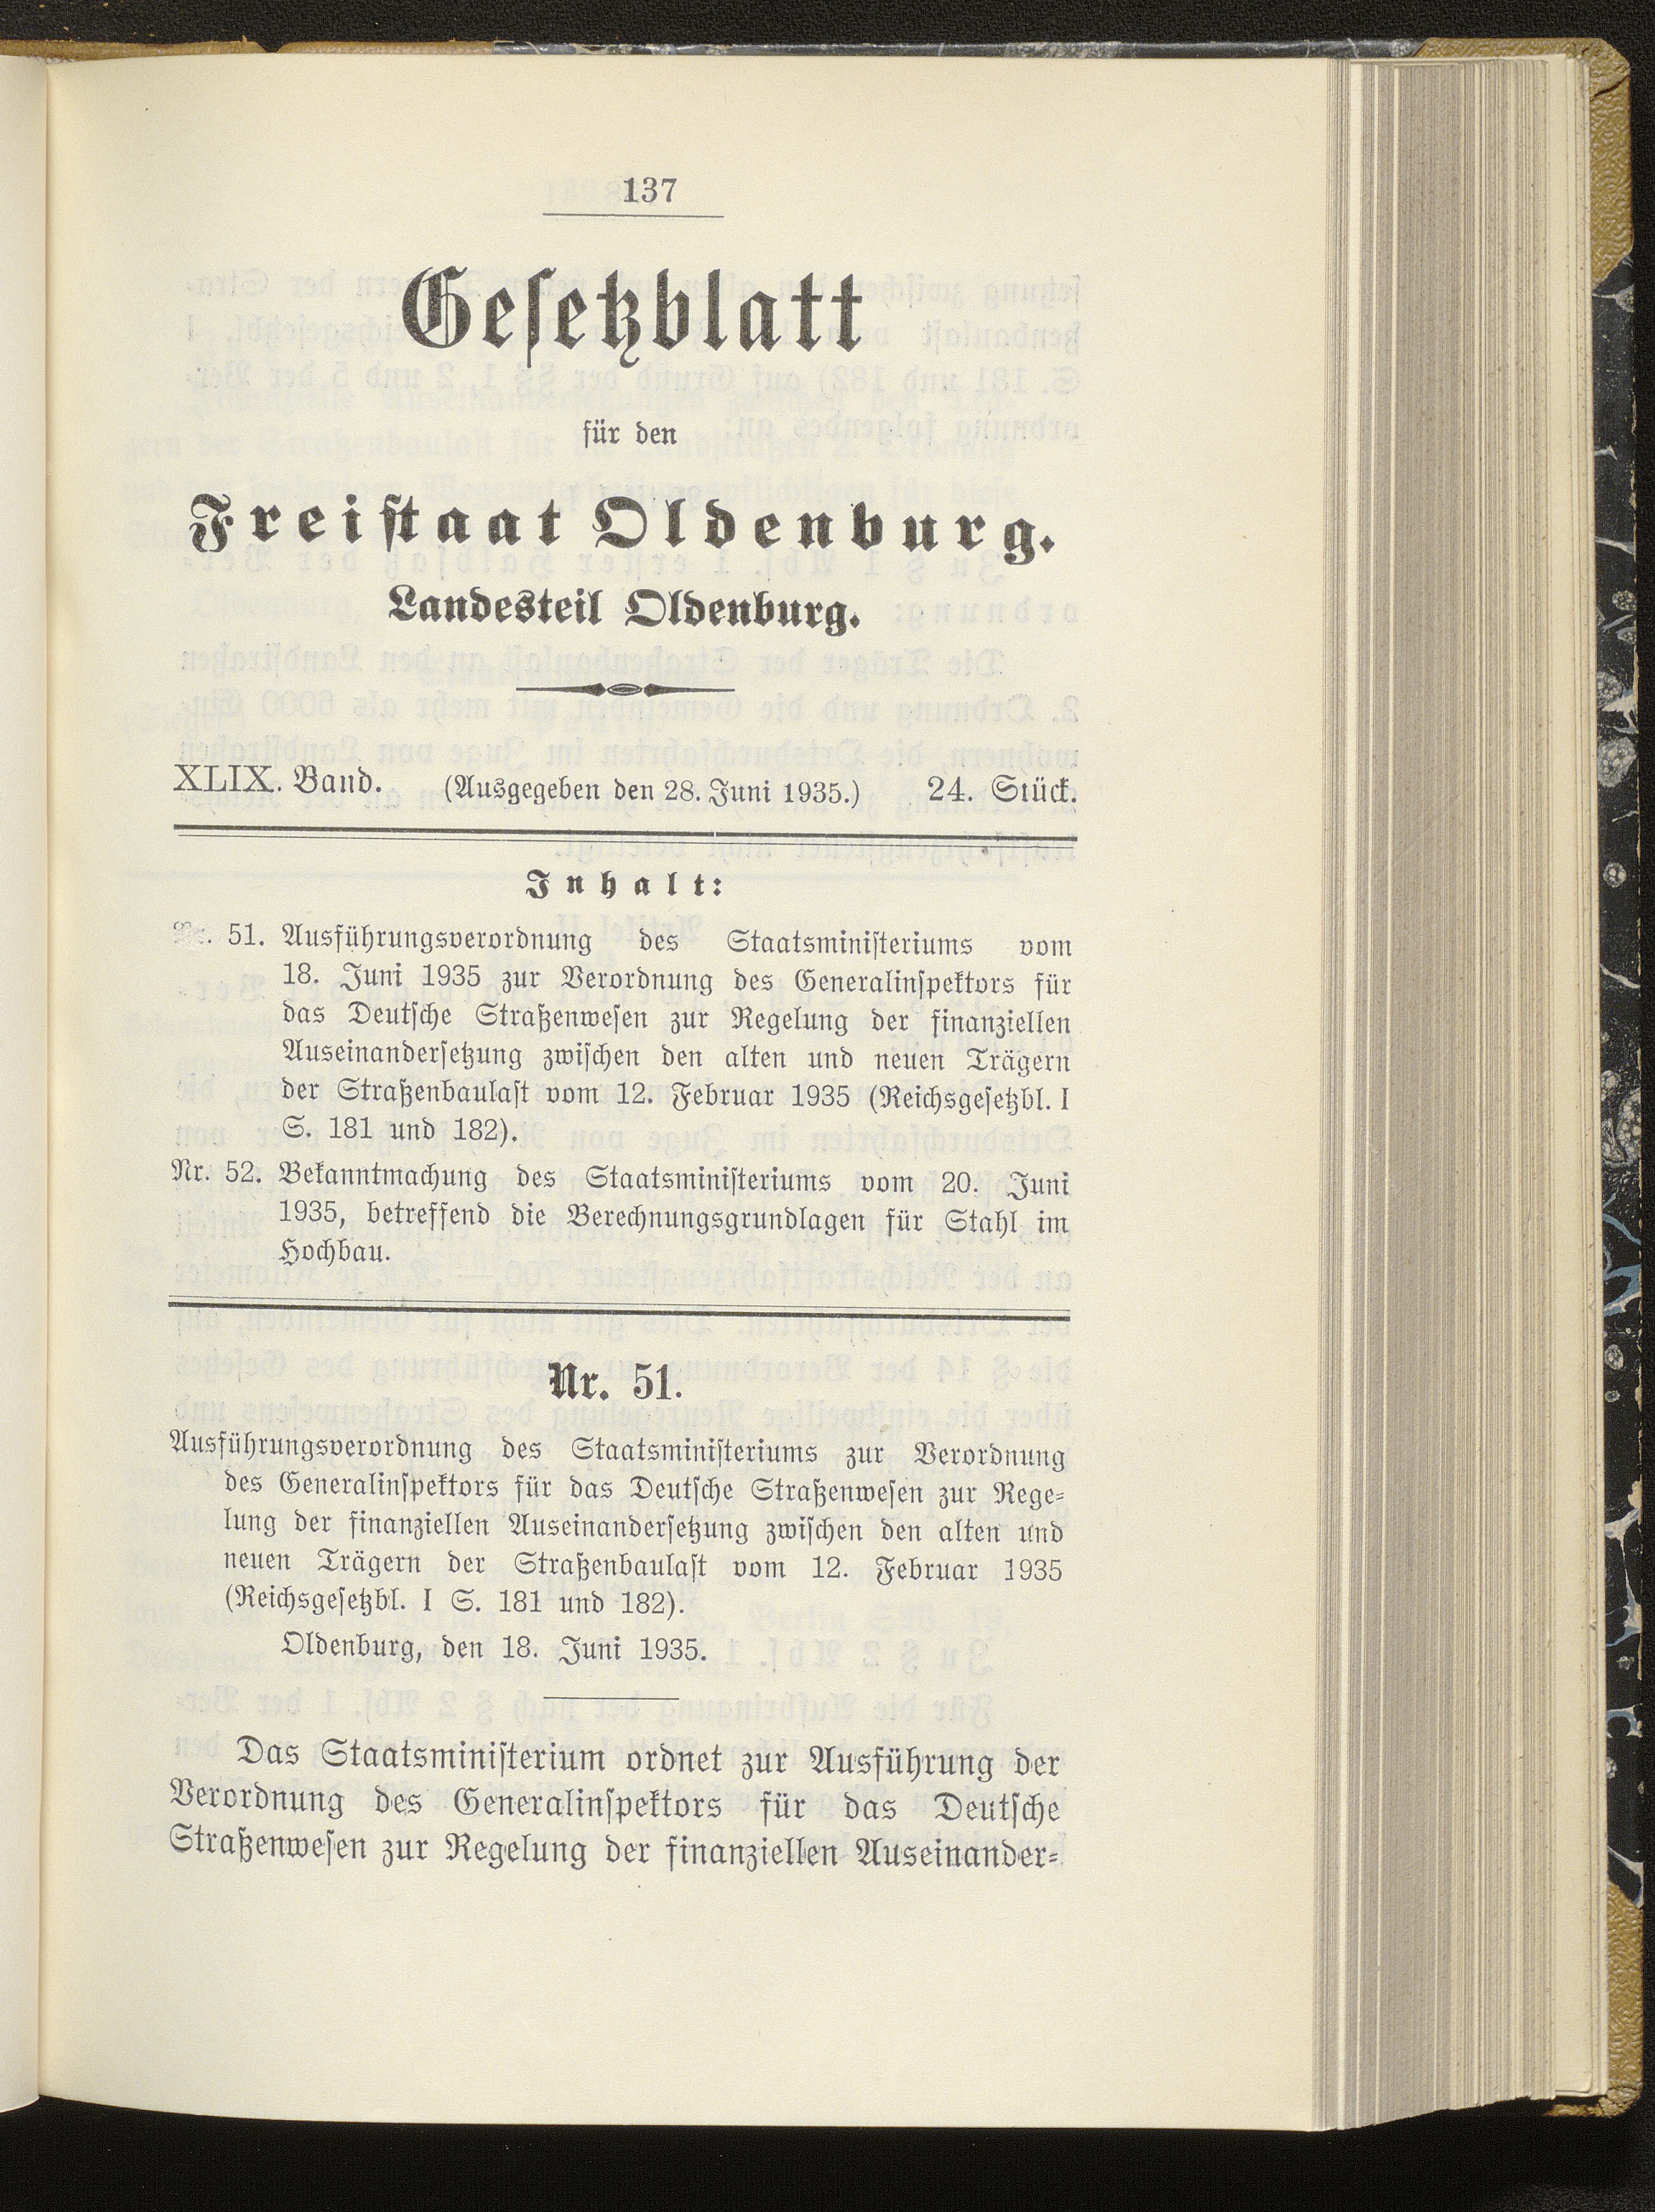 137
Gesetzblatt
für den
Freistaat Oldenburg.
Landesteil Oldenburg.
XLIX. Band. (Ausgegeben den 28. Juni 1935.) 24. Stück.
Inhalt:
Nr. 51. Ausführungsverordnung des Staatsministeriums vom
18. Juni 1935 zur Verordnung des Generalinspektors für
das Deutsche Straßenwesen zur Regelung der finanziellen
Auseinandersetzung zwischen den alten und neuen Trägern
der Straßenbaulast vom 12. Februar 1935 (Reichsgesetzbl. I
S. 181 und 182).
Nr. 52. Bekanntmachung des Staatsministeriums vom 20. Juni
1935, betreffend die Berechnungsgrundlagen für Stahl im
Hochbau.
Nr. 51.
Ausführungsverordnung des Staatsministeriums zur Verordnung
des Generalinspektors für das Deutsche Straßenwesen zur Rege-
lung der finanziellen Auseinandersetzung zwischen den alten und
neuen Trägern der Straßenbaulast vom 12. Februar 1935
(Reichsgesetzbl. I S. 181 und 182).
Oldenburg, den 18. Juni 1935.
Das Staatsministerium ordnet zur Ausführung der
Verordnung des Generalinspektors für das Deutsche
Straßenwesen zur Regelung der finanziellen Auseinander-